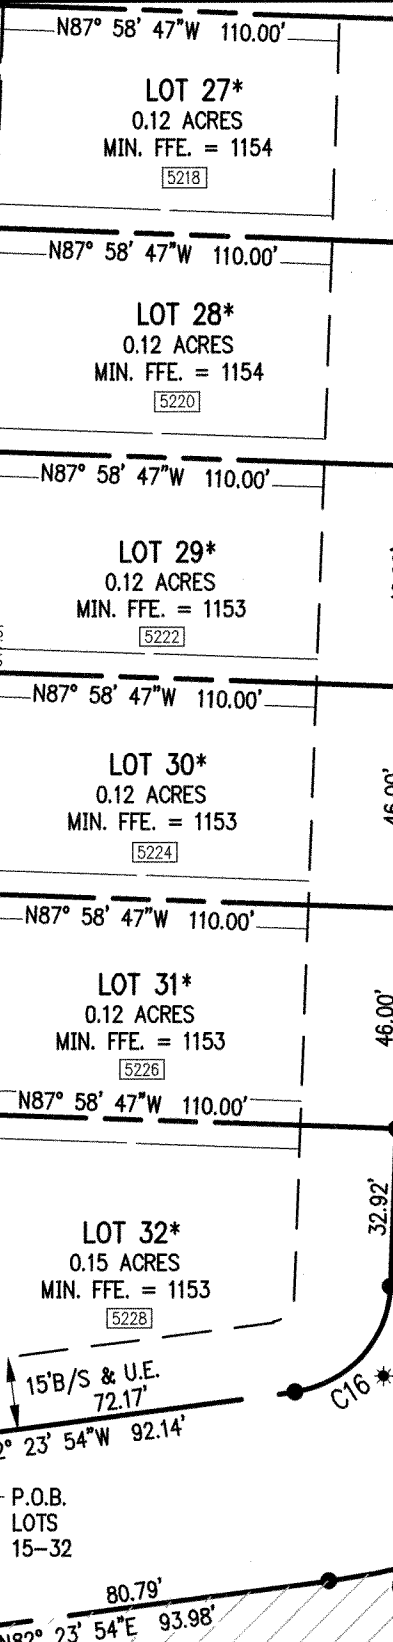 N87° 58' 47"W 110.00'
LOT 27*
0.12 ACRES
MIN. FFE. = 1154
5218
N87° 58' 47"W 110.00'
LOT 28*
0.12 ACRES
MIN. FFE. = 1154
5220
N87° 58' 47"W 110.00'
LOT 29*
0.12 ACRES
MIN. FFE. = 1153
5222
N87° 58' 47"W 110.00'
LOT 30*
0.12 ACRES
MIN. FFE. = 1153
5224
46.00'
N87° 58' 47"W 110.00'
LOT 31*
0.12 ACRES
MIN. FFE. = 1153
5226
46.00'
N87° 58' 47"W 110.00'
32.92'
LOT 32*
0.15 ACRES
MIN. FFE. = 1153
5228
15'B/S & U.E.
72.17'
2° 23' 54"W 92.14'
C16
P.O.B.
LOTS
15-32
80.79'
N82° 23' 54"E 93.98'